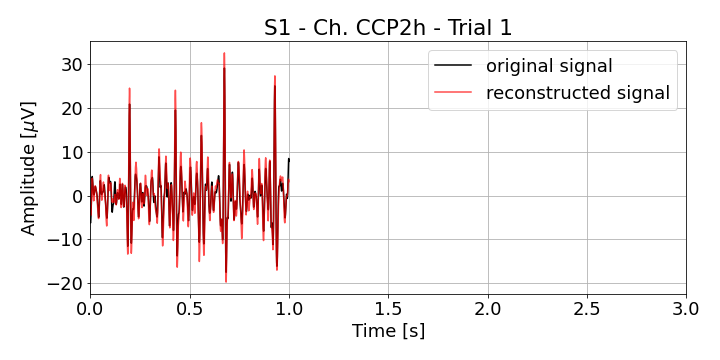 S1 - Ch. CCP2h - Trial 1
original signal
reconstructed signal
Amplitude [μV]
30
20
10
0
−10
−20
0.0 0.5 1.0 1.5 2.0 2.5 3.0
Time [s]